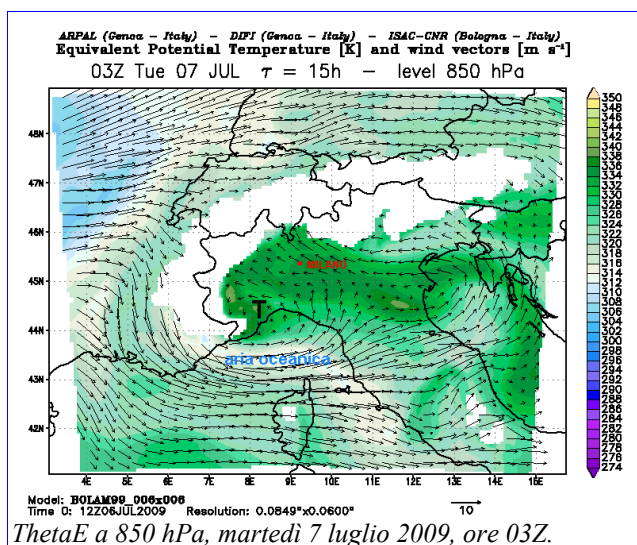 ARPAL (Genoa - Italy)  -  DIFI (Genoa - Italy)  -  ISAC-CNR (Bologna - Italy)
Equivalent Potential Temperature [K] and wind vectors [m s⁻¹]
03Z Tue 07 JUL  τ = 15h  -  level 850 hPa
48N
47N
46N
45N
44N
43N
42N
MILANO
T
aria oceanica
4E 5E 6E 7E 8E 9E 10E 11E 12E 13E 14E 15E
350
348
346
344
342
340
338
336
334
332
330
328
326
324
322
320
318
316
314
312
310
308
306
304
302
300
298
296
294
292
290
288
286
284
282
280
278
276
274
Model: BOLAM99_006x006
Time 0: 12Z06JUL2009  Resolution: 0.0849°x0.0600°
10
ThetaE a 850 hPa, martedì 7 luglio 2009, ore 03Z.